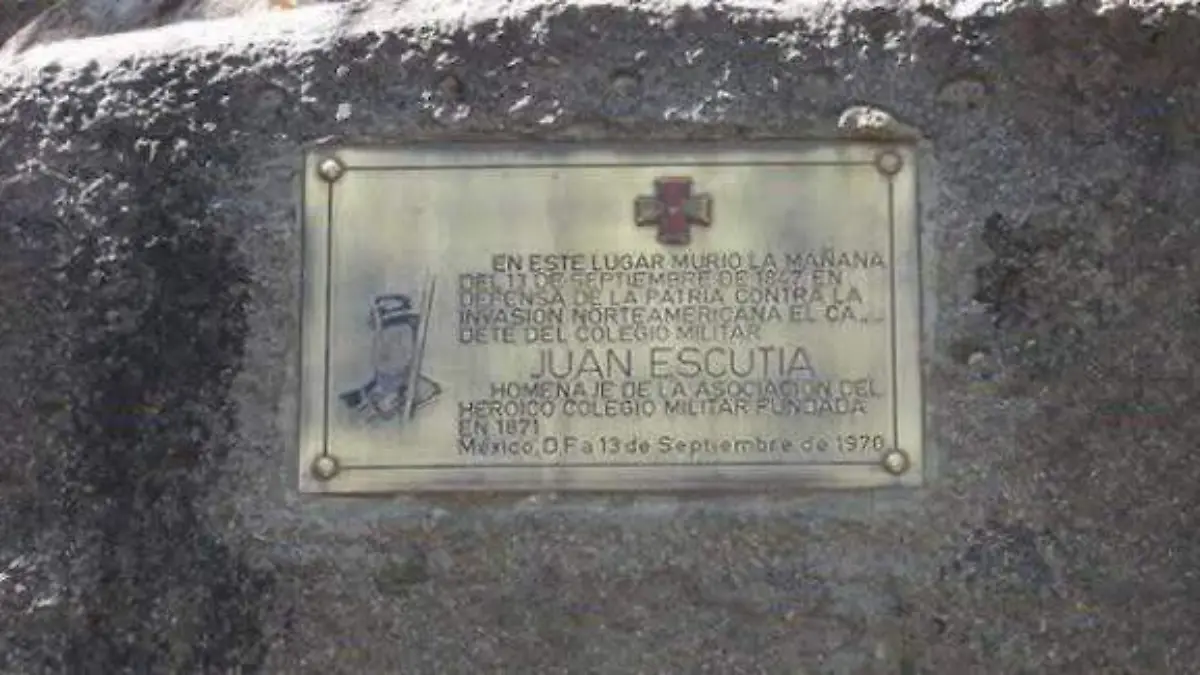 EN ESTE LUGAR MURIO LA MAÑANA
DEL 13 DE SEPTIEMBRE DE 1847 EN
DEFENSA DE LA PATRIA CONTRA LA
INVASION NORTEAMERICANA EL CA
DETE DEL COLEGIO MILITAR
JUAN ESCUTIA
HOMENAJE DE LA ASOCIACION DEL
HEROICO COLEGIO MILITAR FUNDADA
EN 1871
México, D.F a 13 de Septiembre de 1970